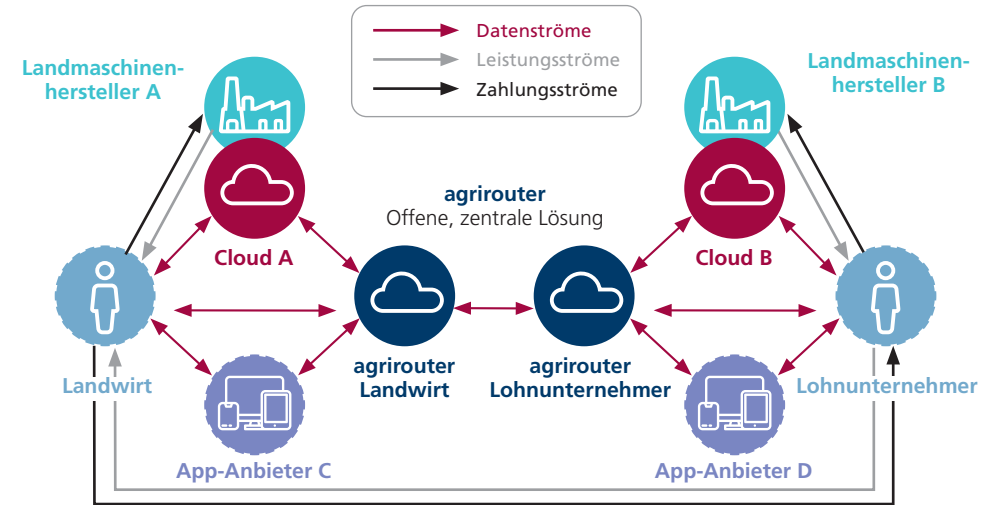 Datenströme
Leistungsströme
Zahlungsströme
Landmaschinen-
hersteller A
Landmaschinen-
hersteller B
agrirouter
Offene, zentrale Lösung
Cloud A
Cloud B
agrirouter
Landwirt
agrirouter
Lohnunternehmer
Landwirt
Lohnunternehmer
App-Anbieter C
App-Anbieter D